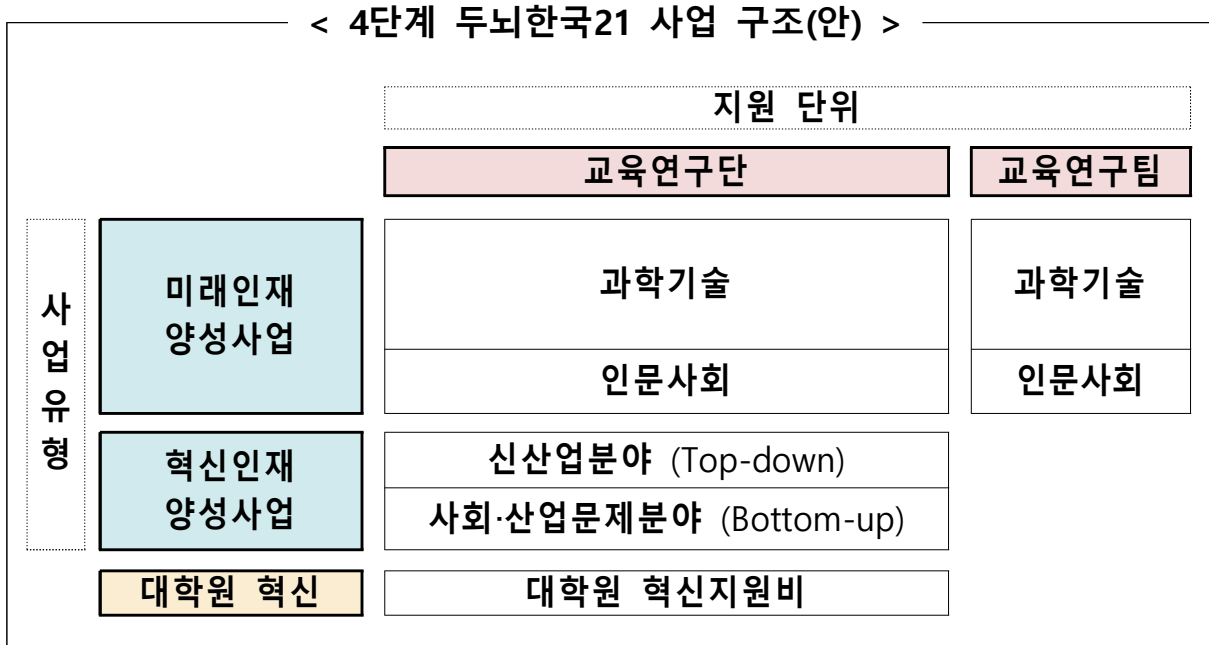 < 4단계 두뇌한국21 사업 구조(안) >
지원 단위
교육연구단 교육연구팀
사업유형
미래인재
양성사업
과학기술 과학기술
인문사회 인문사회
혁신인재
양성사업
신산업분야 (Top-down)
사회·산업문제분야 (Bottom-up)
대학원 혁신 대학원 혁신지원비